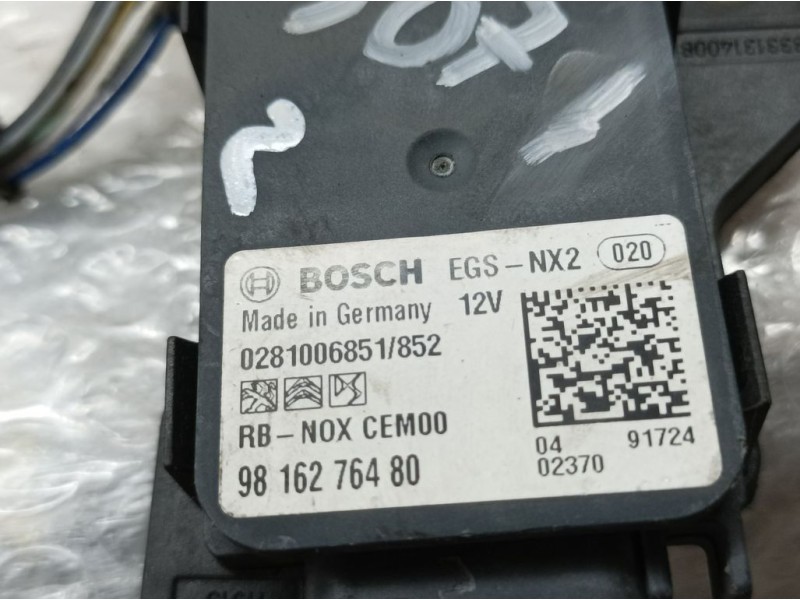 BOSCH EGS-NX2 020
Made in Germany 12V
0281006851/852
RB-NOX CEM00
98 162 764 80
04 91724
02370